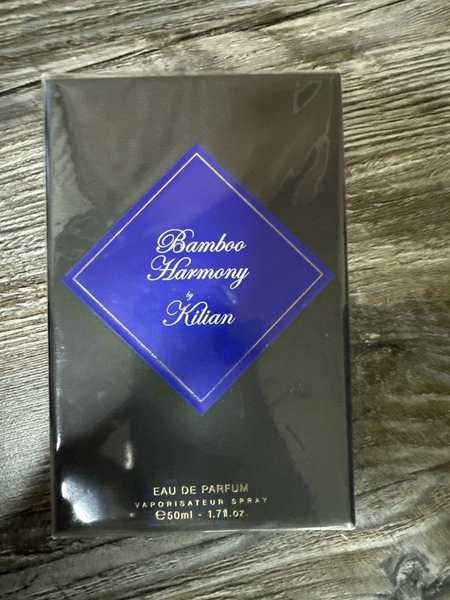 Bamboo
Harmony
by
Kilian
EAU DE PARFUM
VAPORISATEUR SPRAY
℮50ml - 1.7fl.oz.